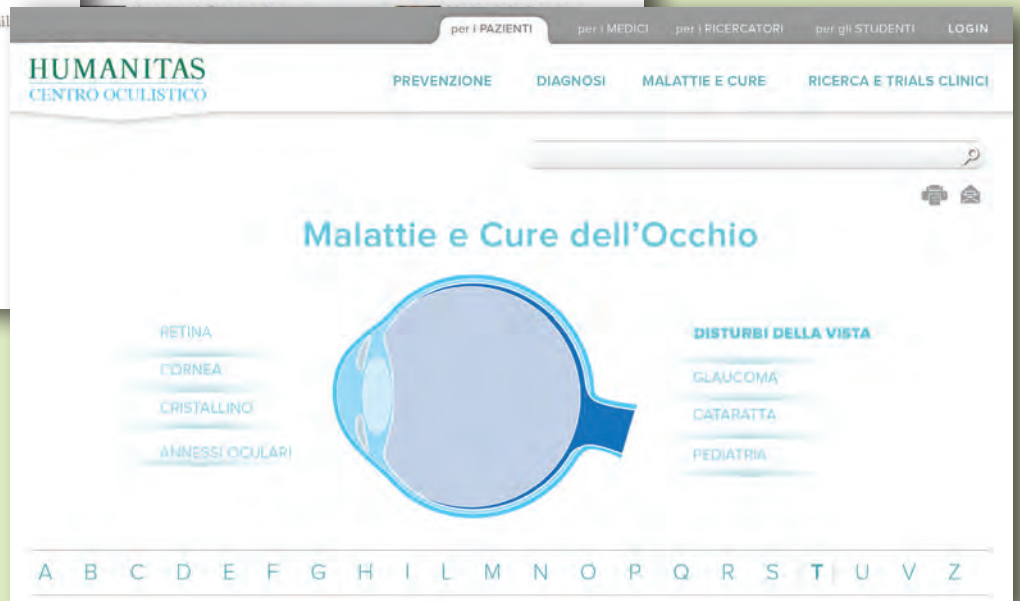 per i PAZIENTI per i MEDICI per i RICERCATORI per gli STUDENTI LOGIN
HUMANITAS
CENTRO OCULISTICO
PREVENZIONE DIAGNOSI MALATTIE E CURE RICERCA E TRIALS CLINICI
Malattie e Cure dell'Occhio
RETINA
CORNEA
CRISTALLINO
ANNESSI OCULARI
DISTURBI DELLA VISTA
GLAUCOMA
CATARATTA
PEDIATRIA
A B C D E F G H I L M N O P Q R S T U V Z